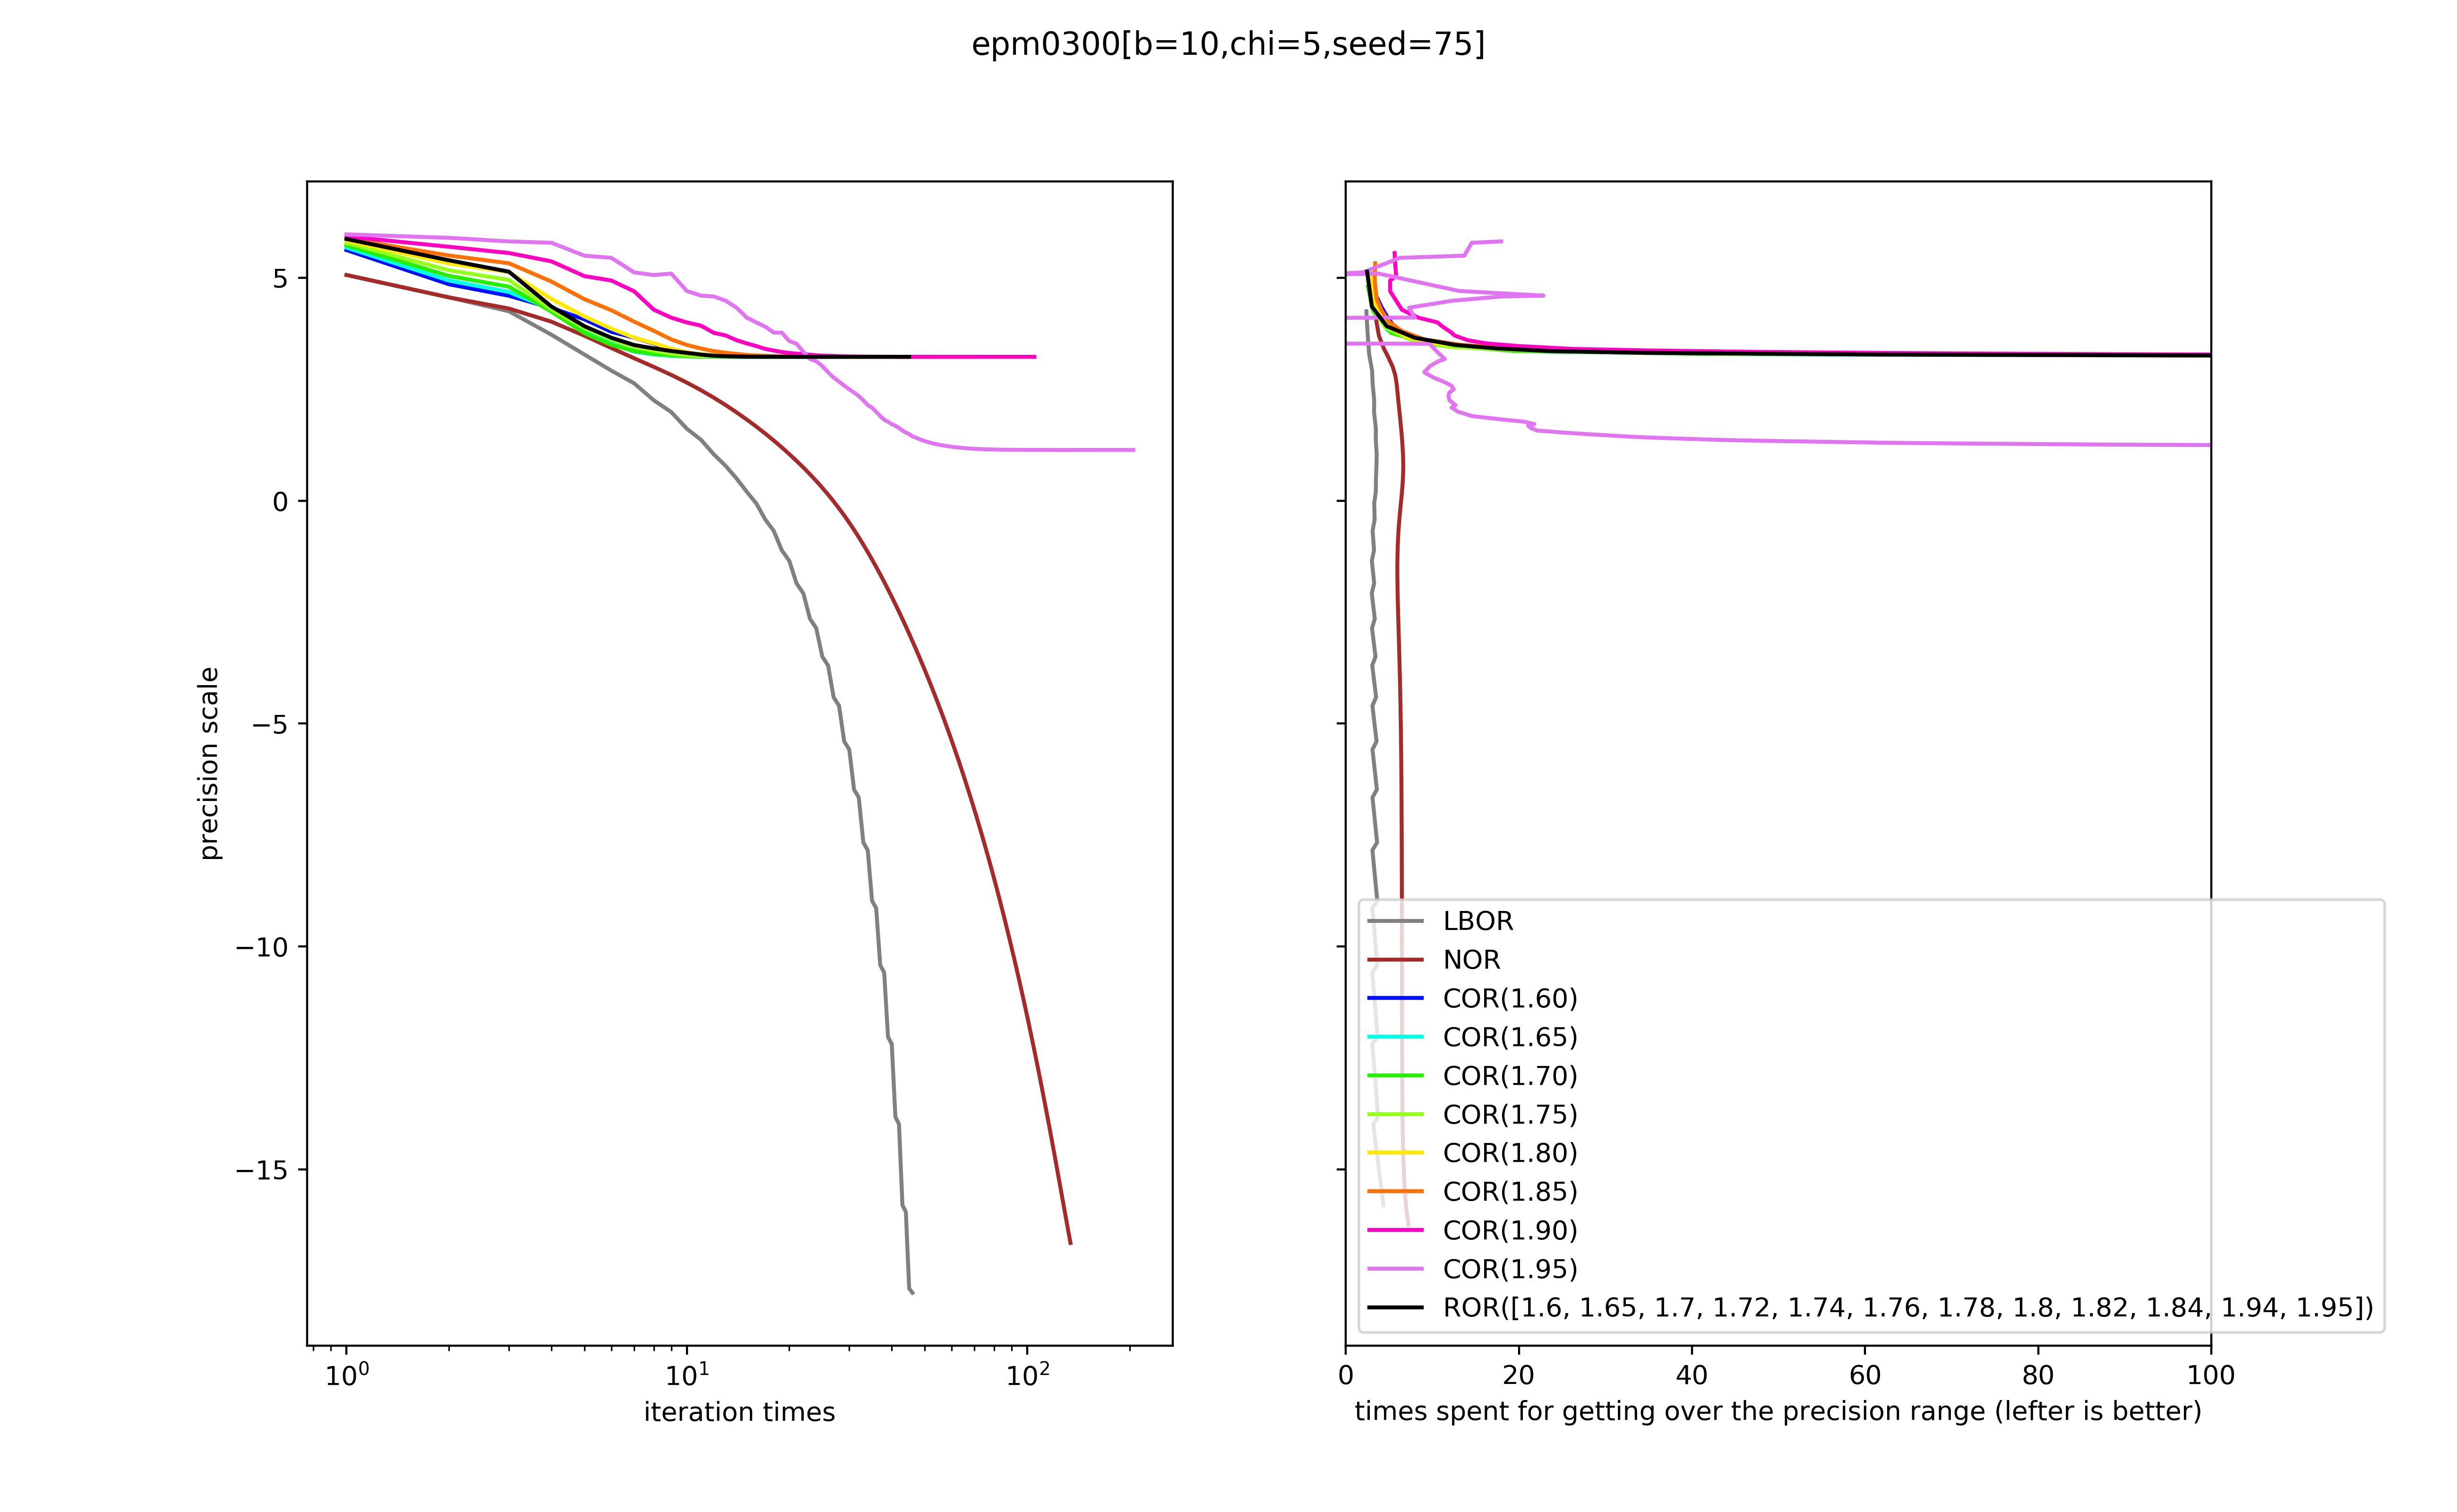 epm0300[b=10,chi=5,seed=75]
precision scale
5
0
−5
−10
−15
10⁰
10¹
10²
iteration times
LBOR
NOR
COR(1.60)
COR(1.65)
COR(1.70)
COR(1.75)
COR(1.80)
COR(1.85)
COR(1.90)
COR(1.95)
ROR([1.6, 1.65, 1.7, 1.72, 1.74, 1.76, 1.78, 1.8, 1.82, 1.84, 1.94, 1.95])
0 20 40 60 80 100
times spent for getting over the precision range (lefter is better)